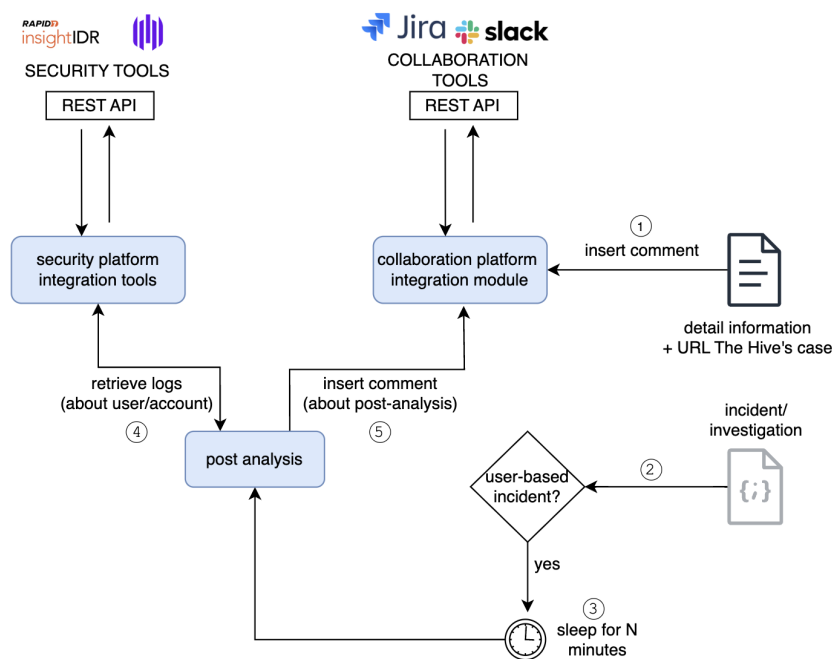 RAPID7
insightIDR
SECURITY TOOLS
REST API
Jira
slack
COLLABORATION
TOOLS
REST API
security platform
integration tools
collaboration platform
integration module
1
insert comment
detail information
+ URL The Hive's case
retrieve logs
(about user/account)
4
insert comment
(about post-analysis)
5
post analysis
incident/
investigation
{;}
2
user-based
incident?
yes
3
sleep for N
minutes